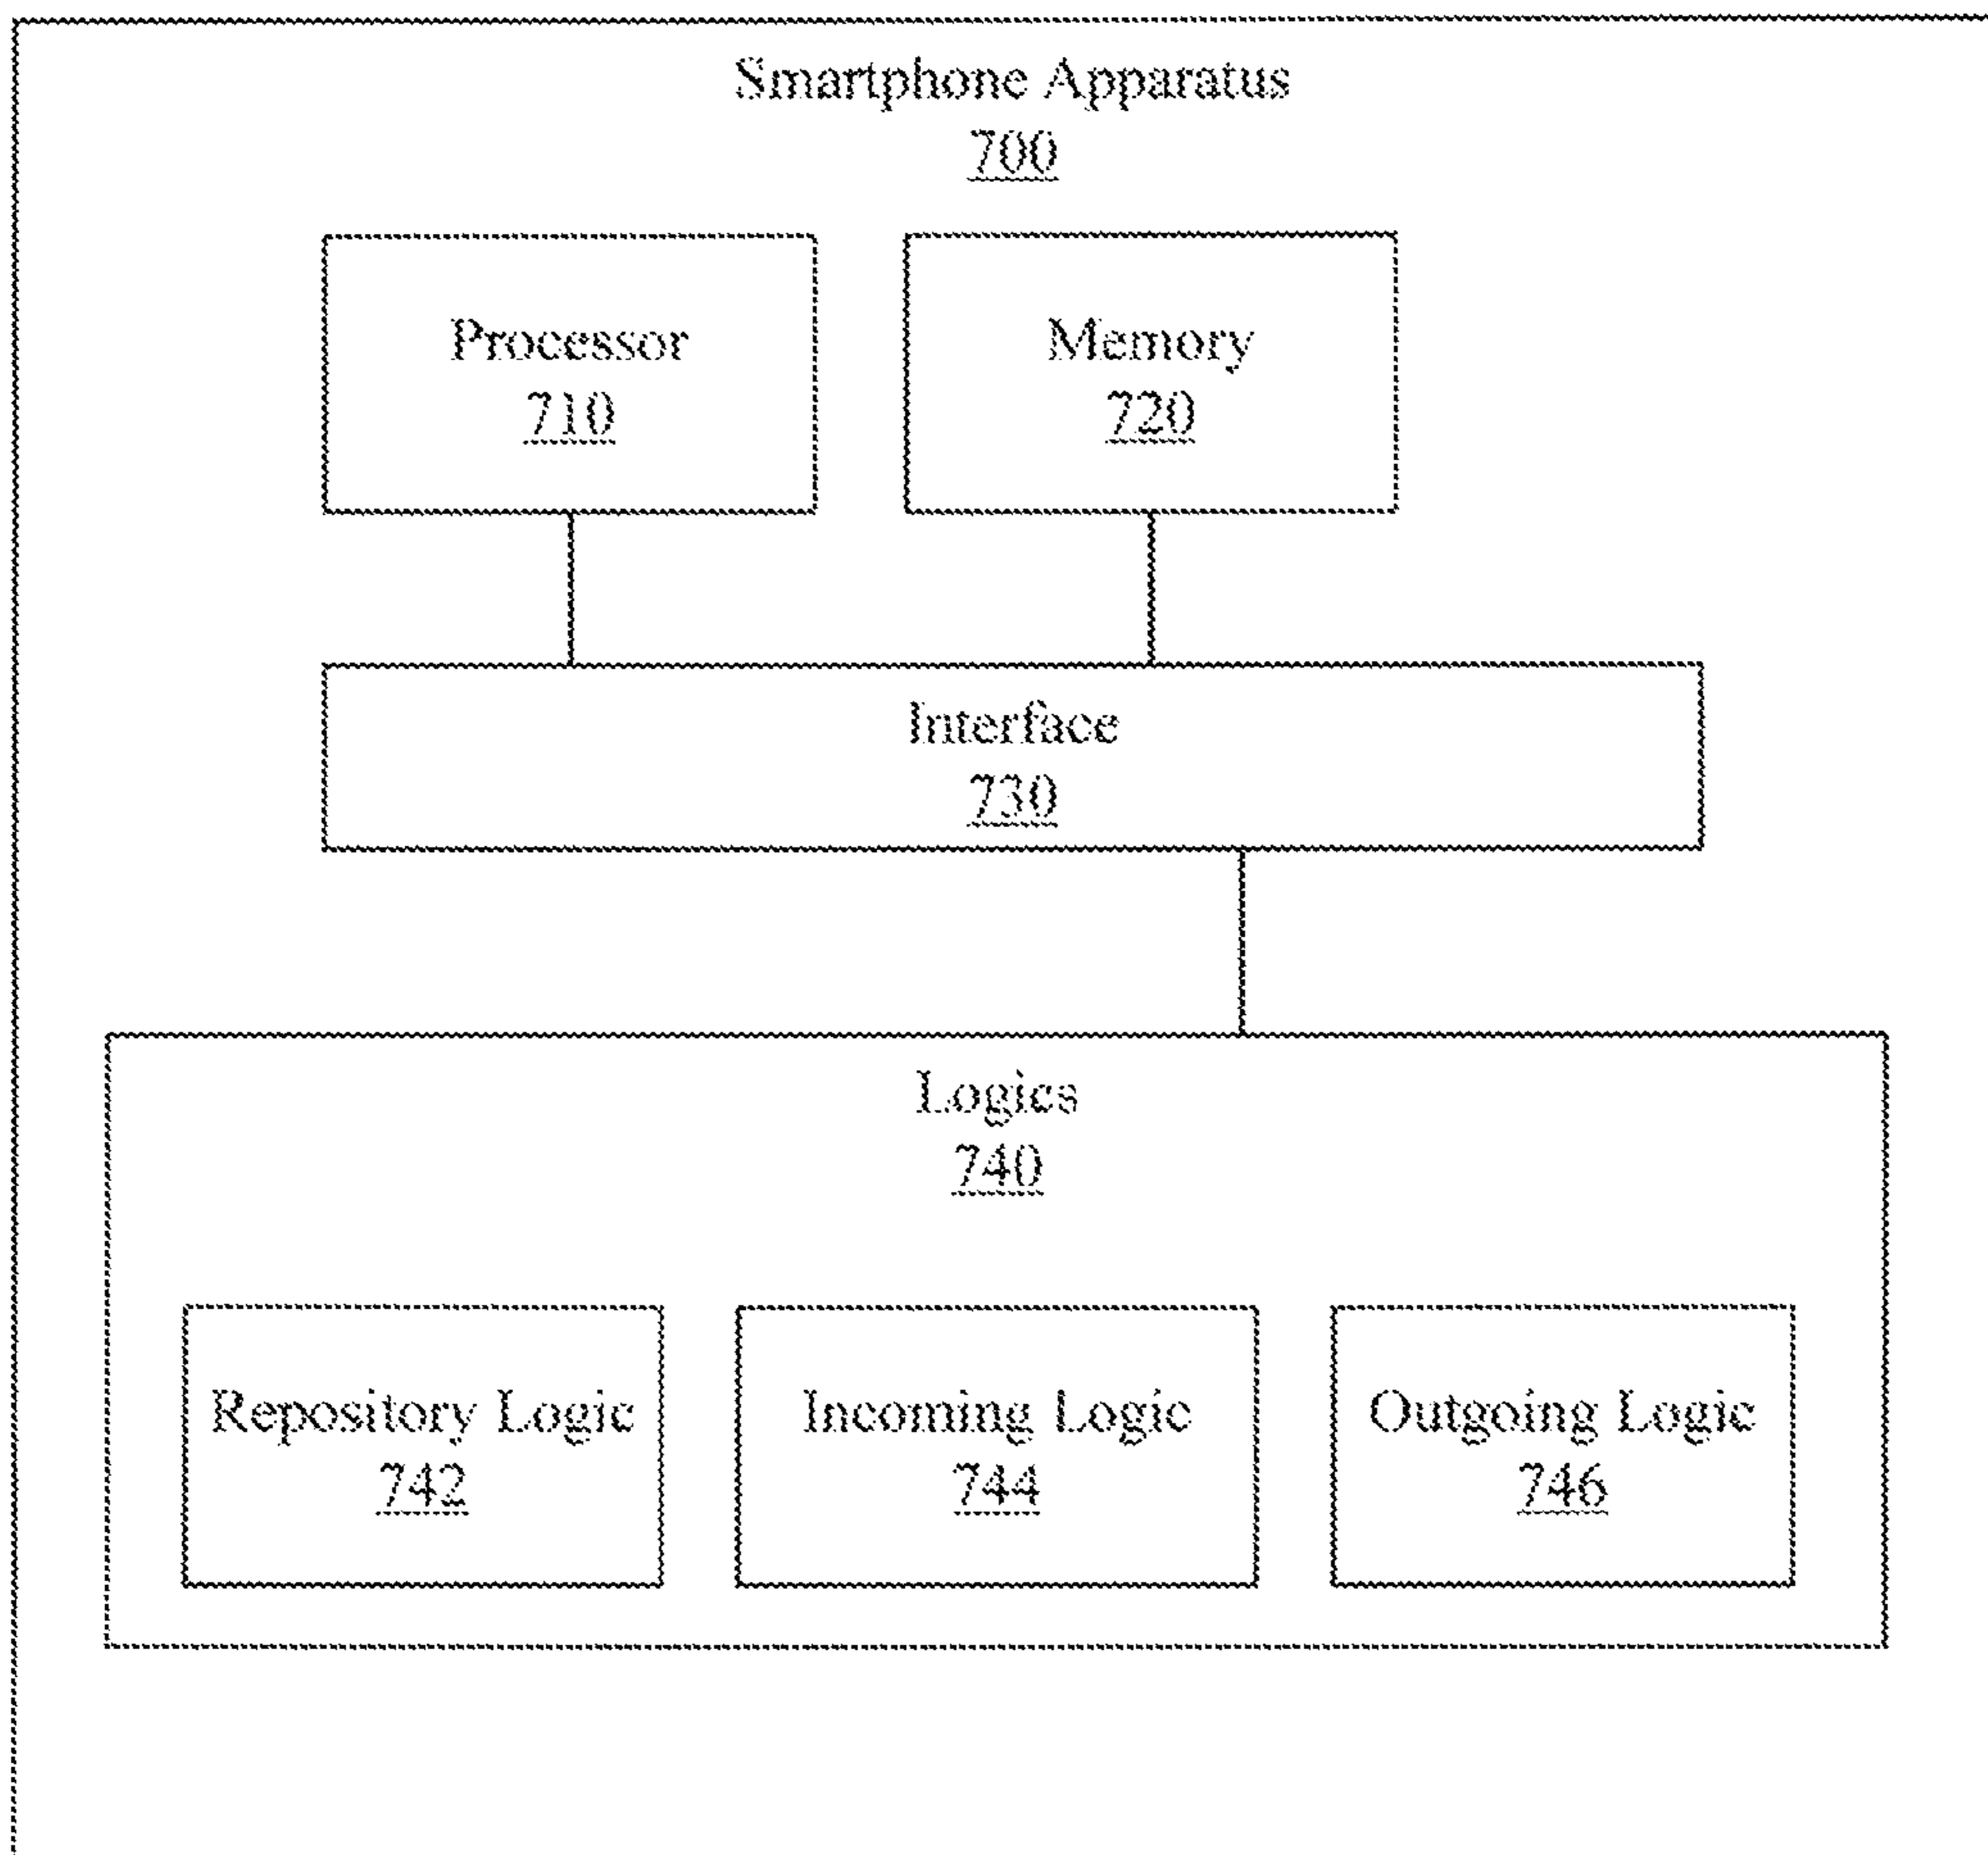 Smartphone Apparatus
700
Processor
710
Memory
720
Interface
730
Logics
740
Repository Logic
742
Incoming Logic
744
Outgoing Logic
746